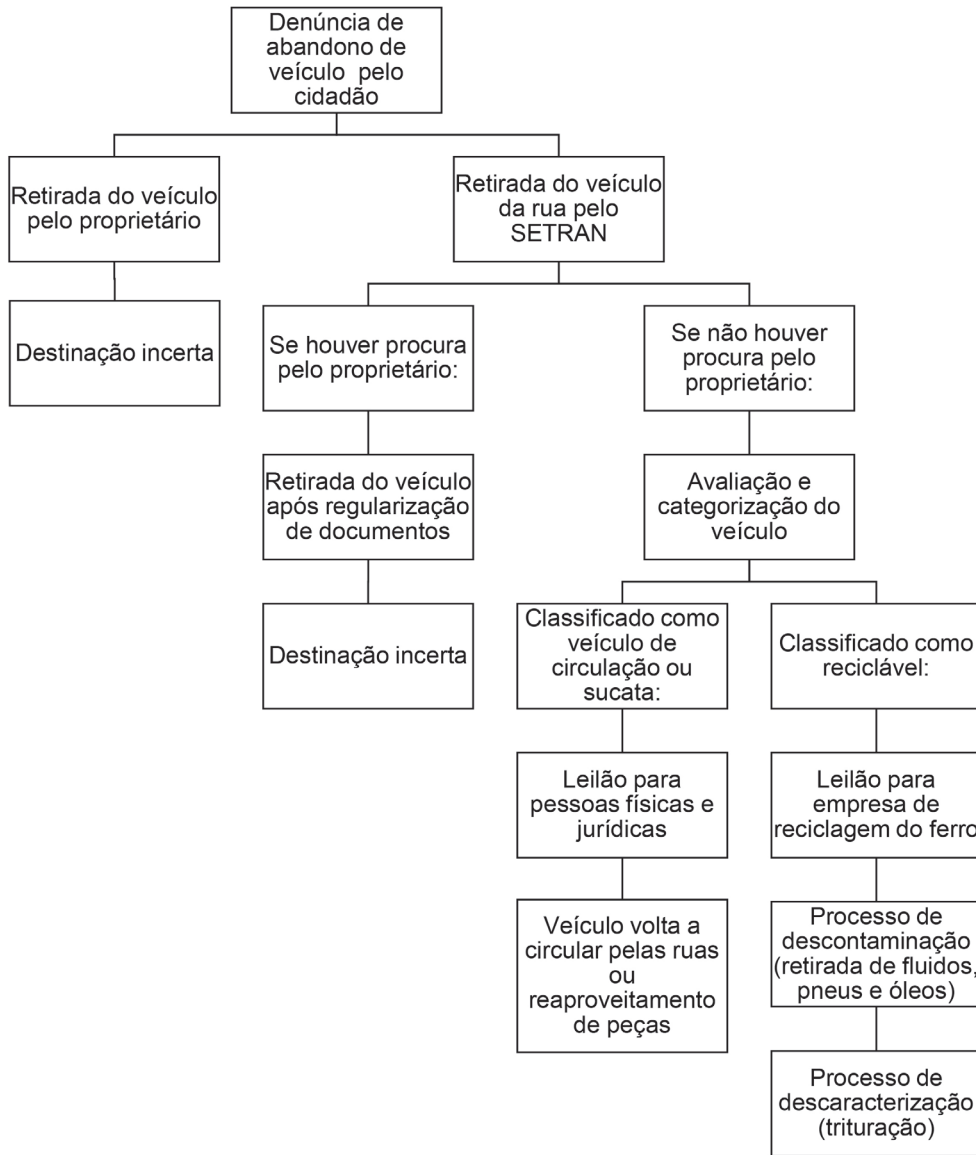 Denúncia de
abandono de
veículo pelo
cidadão
Retirada do veículo
pelo proprietário
Retirada do veículo
da rua pelo
SETRAN
Destinação incerta
Se houver procura
pelo proprietário:
Se não houver
procura pelo
proprietário:
Retirada do veículo
após regularização
de documentos
Avaliação e
categorização do
veículo
Destinação incerta
Classificado como
veículo de
circulação ou
sucata:
Classificado como
reciclável:
Leilão para
pessoas físicas e
jurídicas
Leilão para
empresa de
reciclagem do ferro
Veículo volta a
circular pelas ruas
ou
reaproveitamento
de peças
Processo de
descontaminação
(retirada de fluidos,
pneus e óleos)
Processo de
descaracterização
(trituração)